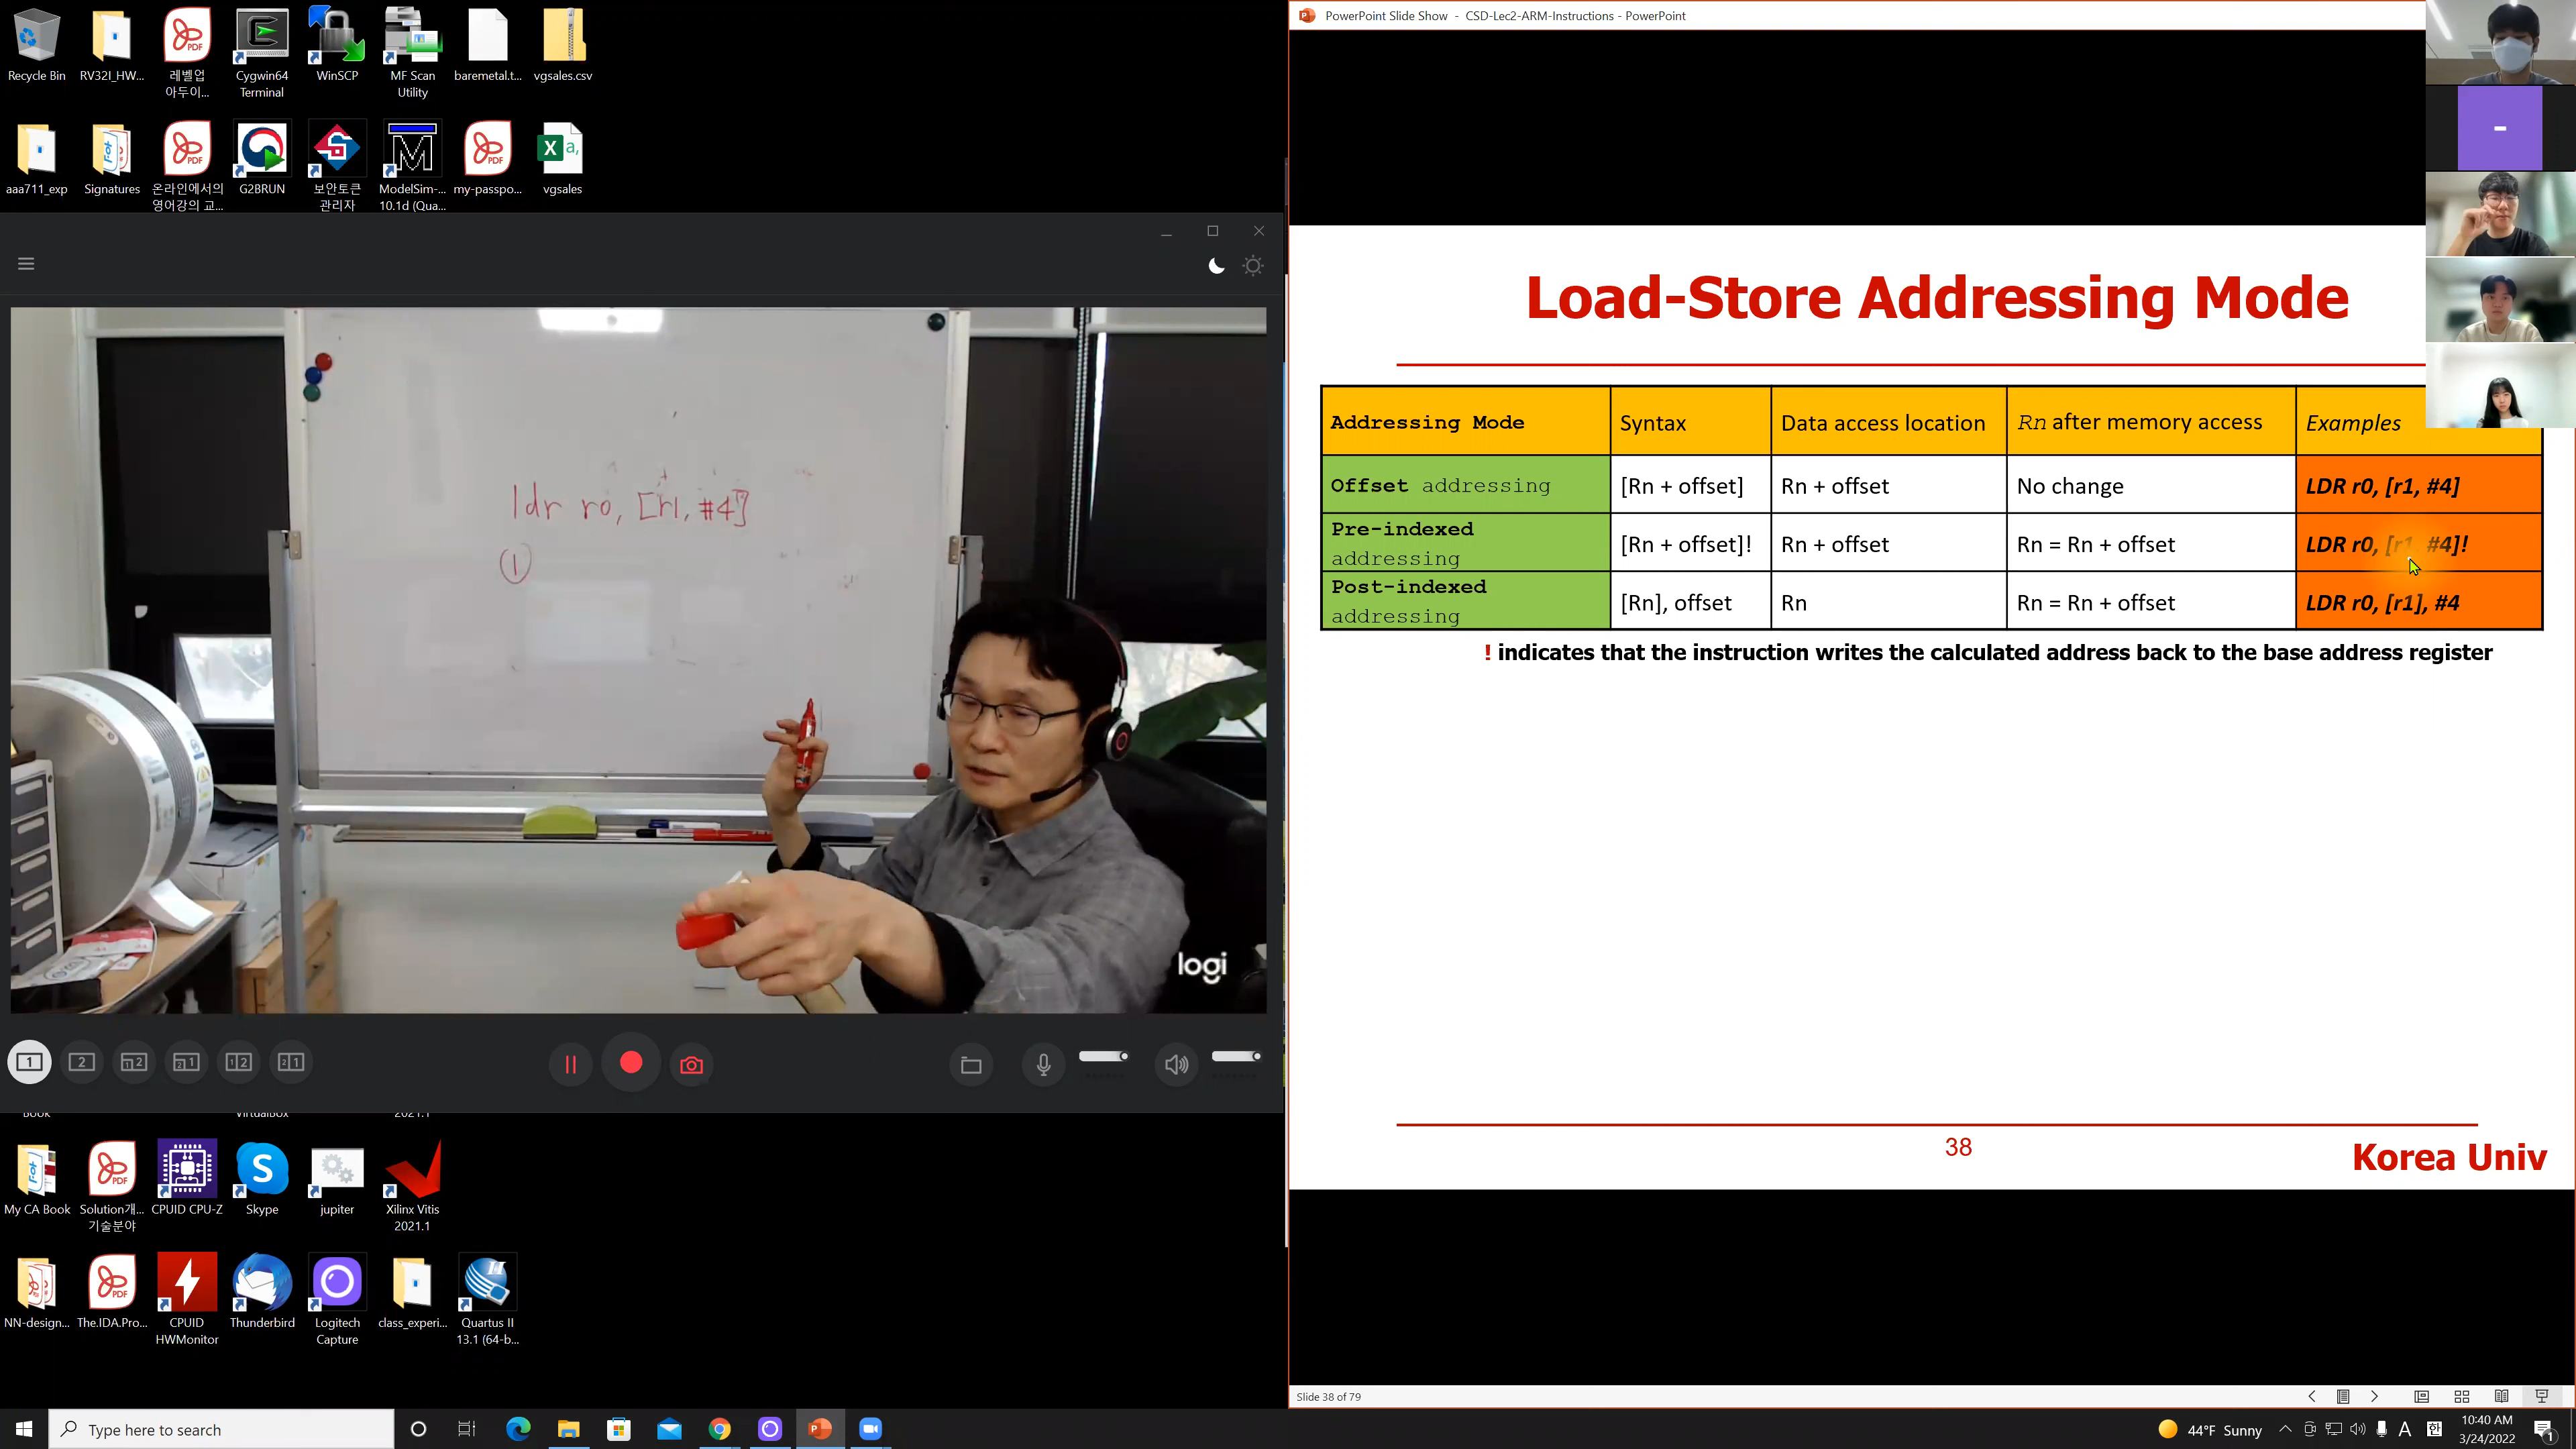 Recycle Bin
RV32I_HW...
레벨업
아두이...
Cygwin64
Terminal
WinSCP
MF Scan
Utility
baremetal.t...
vgsales.csv
aaa711_exp
Signatures
온라인에서의
영어강의 교...
G2BRUN
보안토큰
관리자
ModelSim-...
10.1d (Qua...
my-passpo...
vgsales
ldr r0, [r1, #4]
①
logi
1
2
Book
VirtualBox
2021.1
My CA Book
Solution개...
기술분야
CPUID CPU-Z
Skype
jupiter
Xilinx Vitis
2021.1
NN-design...
The.IDA.Pro...
CPUID
HWMonitor
Thunderbird
Logitech
Capture
class_experi...
Quartus II
13.1 (64-b...
PowerPoint Slide Show - CSD-Lec2-ARM-Instructions - PowerPoint
Load-Store Addressing Mode
Addressing Mode Syntax Data access location Rn after memory access Examples
Offset addressing [Rn + offset] Rn + offset No change LDR r0, [r1, #4]
Pre-indexed addressing [Rn + offset]! Rn + offset Rn = Rn + offset LDR r0, [r1, #4]!
Post-indexed addressing [Rn], offset Rn Rn = Rn + offset LDR r0, [r1], #4
! indicates that the instruction writes the calculated address back to the base address register
38
Korea Univ
Slide 38 of 79
Type here to search
44°F Sunny
A
한
10:40 AM
3/24/2022
1